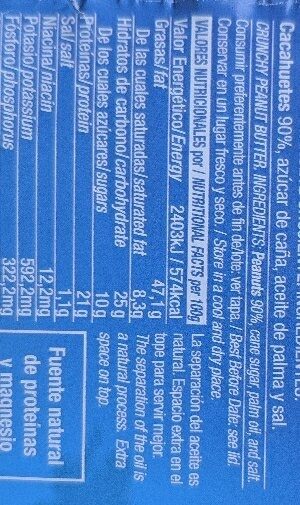 Cacahuetes 90%, azúcar de caña, aceite de palma y sal.
CRUNCHY PEANUT BUTTER. INGREDIENTS: Peanuts 90%, cane sugar, palm oil, and salt.
Consumir preferentemente antes de fin de/lote: ver tapa. / Best Before Date: see lid.
Conservar en un lugar fresco y seco. / Store in a cool and dry place.
VALORES NUTRICIONALES por / NUTRITIONAL FACTS per 100g
Valor Energético/Energy 2403kJ / 574kcal
Grasas/fat 47,1 g
De las cuales saturadas/saturated fat 8,3g
Hidratos de carbono/carbohydrate 25 g
De los cuales azúcares/sugars 10 g
Proteínas/protein 21 g
Sal/ salt 1,1g
Niacina/niacin 12,2mg
Potasio/potassium 592,2mg
Fósforo/phosphorus 322,2mg
La separación del aceite es
natural. Espacio extra en el
tope para servir mejor.
The separation of the oil is
a natural process. Extra
space on top.
Fuente natural
de proteínas
y magnesio